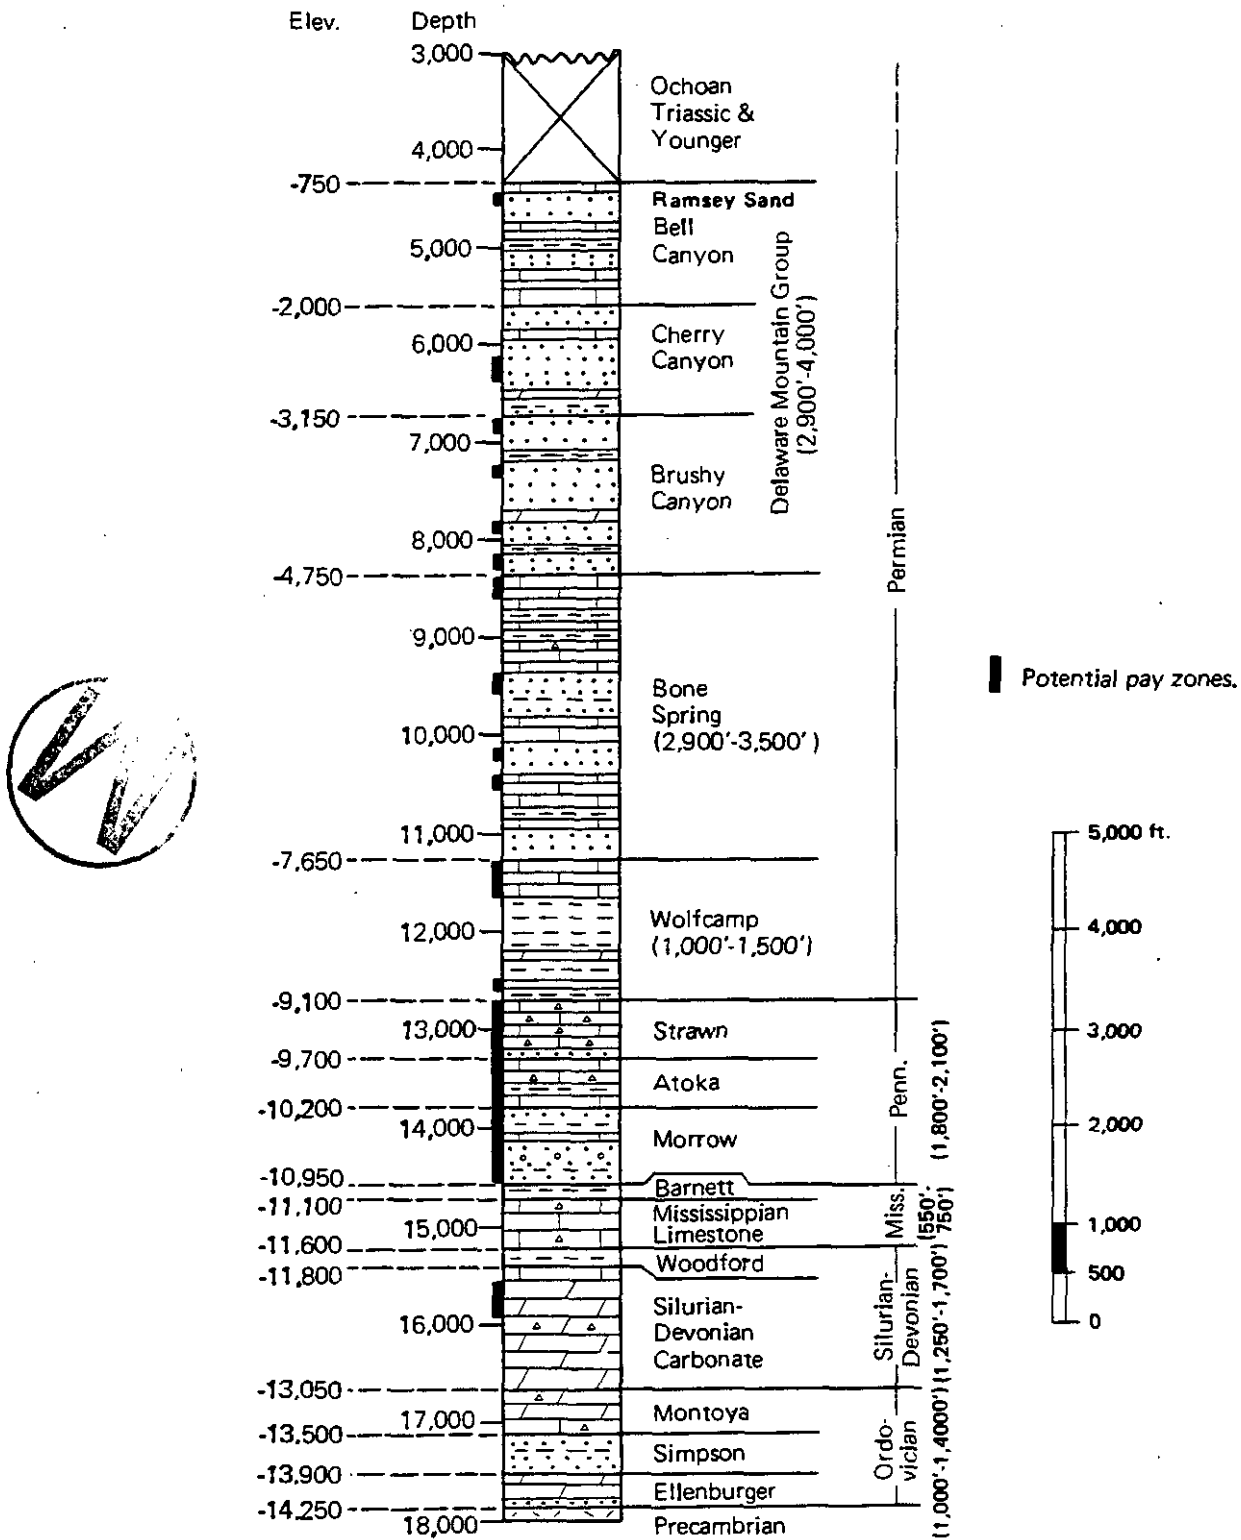 Elev. Depth
3,000
Ochoan
Triassic &
Younger
4,000
-750
Ramsey Sand
Bell
Canyon
5,000
-2,000
Cherry
Canyon
6,000
-3,150
7,000
Brushy
Canyon
8,000
-4,750
Delaware Mountain Group
(2,900'-4,000')
9,000
Bone
Spring
(2,900'-3,500')
10,000
11,000
-7,650
Wolfcamp
(1,000'-1,500')
12,000
-9,100
Permian
13,000
Strawn
-9,700
Atoka
-10,200
14,000
Morrow
-10,950
Penn.
(1,800'-2,100')
Barnett
-11,100
Mississippian
Limestone
15,000
-11,600
Miss.
(550'-
750')
Woodford
-11,800
Silurian-
Devonian
Carbonate
16,000
-13,050
Silurian-
Devonian
(1,250'-1,700')
Montoya
17,000
-13,500
Simpson
-13,900
Ellenburger
-14,250
Ordo-
vician
(1,000'-1,4000')
18,000
Precambrian
Potential pay zones.
5,000 ft.
4,000
3,000
2,000
1,000
500
0